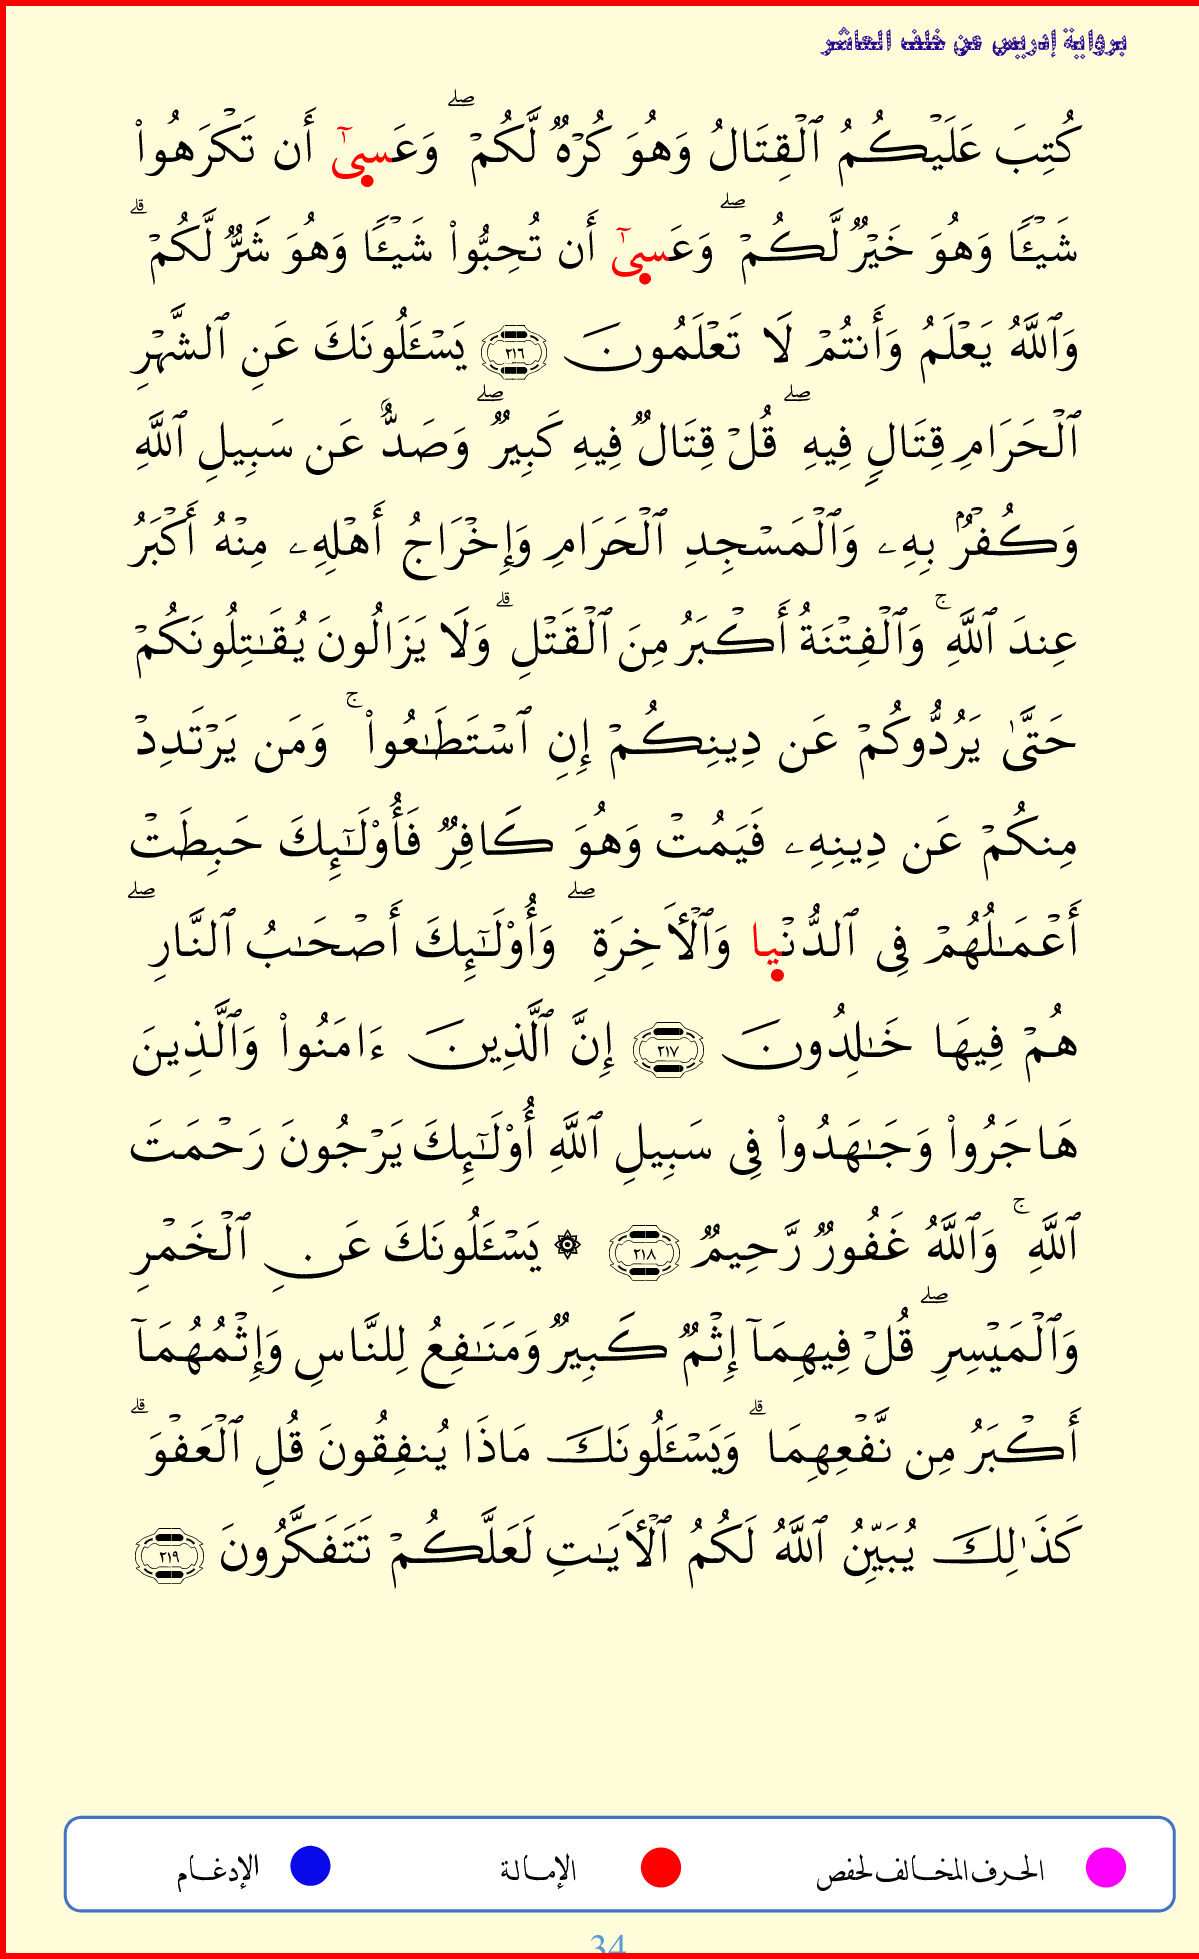 برواية إدريس عن خلف العاشر
كُتِبَ عَلَيۡكُمُ ٱلۡقِتَالُ وَهُوَ كُرۡهٞ لَّكُمۡۖ وَعَسىٰٓ أَن تَكۡرَهُواْ
شَيۡـٔٗا وَهُوَ خَيۡرٞ لَّكُمۡۖ وَعَسىٰٓ أَن تُحِبُّواْ شَيۡـٔٗا وَهُوَ شَرّٞ لَّكُمۡۗ
وَٱللَّهُ يَعۡلَمُ وَأَنتُمۡ لَا تَعۡلَمُونَ ٢١٦ يَسۡـَٔلُونَكَ عَنِ ٱلشَّهۡرِ
ٱلۡحَرَامِ قِتَالٖ فِيهِۖ قُلۡ قِتَالٞ فِيهِ كَبِيرٞۖ وَصَدٌّ عَن سَبِيلِ ٱللَّهِ
وَكُفۡرُۢ بِهِۦ وَٱلۡمَسۡجِدِ ٱلۡحَرَامِ وَإِخۡرَاجُ أَهۡلِهِۦ مِنۡهُ أَكۡبَرُ
عِندَ ٱللَّهِۚ وَٱلۡفِتۡنَةُ أَكۡبَرُ مِنَ ٱلۡقَتۡلِۗ وَلَا يَزَالُونَ يُقَٰتِلُونَكُمۡ
حَتَّىٰ يَرُدُّوكُمۡ عَن دِينِكُمۡ إِنِ ٱسۡتَطَٰعُواْۚ وَمَن يَرۡتَدِدۡ
مِنكُمۡ عَن دِينِهِۦ فَيَمُتۡ وَهُوَ كَافِرٞ فَأُوْلَٰٓئِكَ حَبِطَتۡ
أَعۡمَٰلُهُمۡ فِي ٱلدُّنۡيا وَٱلۡأٓخِرَةِۖ وَأُوْلَٰٓئِكَ أَصۡحَٰبُ ٱلنَّارِۖ
هُمۡ فِيهَا خَٰلِدُونَ ٢١٧ إِنَّ ٱلَّذِينَ ءَامَنُواْ وَٱلَّذِينَ
هَاجَرُواْ وَجَٰهَدُواْ فِي سَبِيلِ ٱللَّهِ أُوْلَٰٓئِكَ يَرۡجُونَ رَحۡمَتَ
ٱللَّهِۚ وَٱللَّهُ غَفُورٞ رَّحِيمٞ ٢١٨ ۞ يَسۡـَٔلُونَكَ عَنِ ٱلۡخَمۡرِ
وَٱلۡمَيۡسِرِۖ قُلۡ فِيهِمَآ إِثۡمٞ كَبِيرٞ وَمَنَٰفِعُ لِلنَّاسِ وَإِثۡمُهُمَآ
أَكۡبَرُ مِن نَّفۡعِهِمَاۗ وَيَسۡـَٔلُونَكَ مَاذَا يُنفِقُونَ قُلِ ٱلۡعَفۡوَۗ
كَذَٰلِكَ يُبَيِّنُ ٱللَّهُ لَكُمُ ٱلۡأٓيَٰتِ لَعَلَّكُمۡ تَتَفَكَّرُونَ ٢١٩
الحرف المخالف لحفص الإمالة الإدغام
34